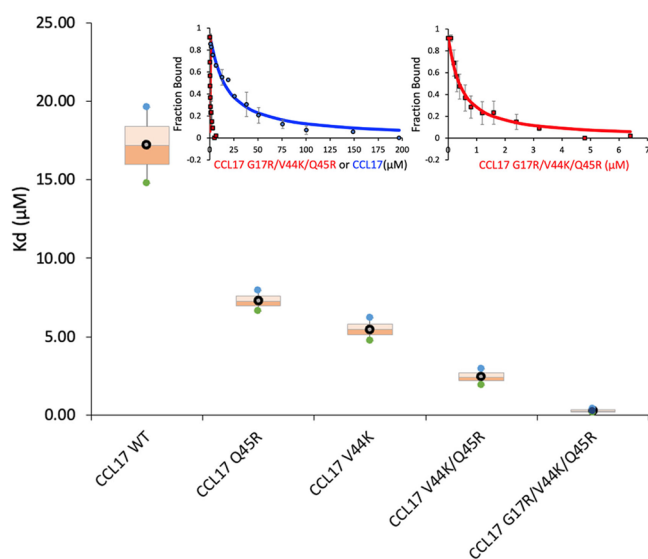 25.00
20.00
15.00
10.00
5.00
0.00
Kd (μM)
CCL17 WT
CCL17 Q45R
CCL17 V44K
CCL17 V44K/Q45R
CCL17 G17R/V44K/Q45R
Fraction Bound
1
0.8
0.6
0.4
0.2
0
-0.2
0 25 50 75 100 125 150 175 200
CCL17 G17R/V44K/Q45R or CCL17(μM)
Fraction Bound
1
0.8
0.6
0.4
0.2
0
-0.2
0 1 2 3 4 5 6 7
CCL17 G17R/V44K/Q45R (μM)